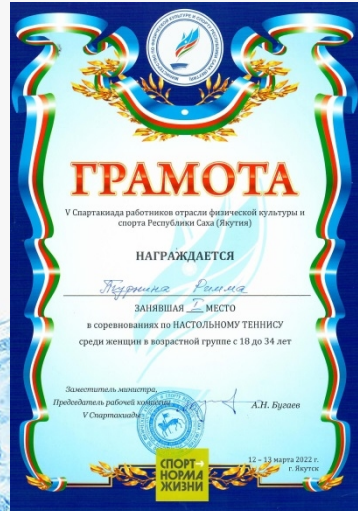 ГРАМОТА
V Спартакиада работников отрасли физической культуры и
спорта Республики Саха (Якутия)
НАГРАЖДАЕТСЯ
Римма
ЗАНЯВШАЯ I МЕСТО
в соревнованиях по НАСТОЛЬНОМУ ТЕННИСУ
среди женщин в возрастной группе с 18 до 34 лет
Заместитель министра,
Председатель рабочей комиссии
V Спартакиады
А.Н. Бугаев
СПОРТ
НОРМА
ЖИЗНИ
12 – 13 марта 2022 г.
г. Якутск